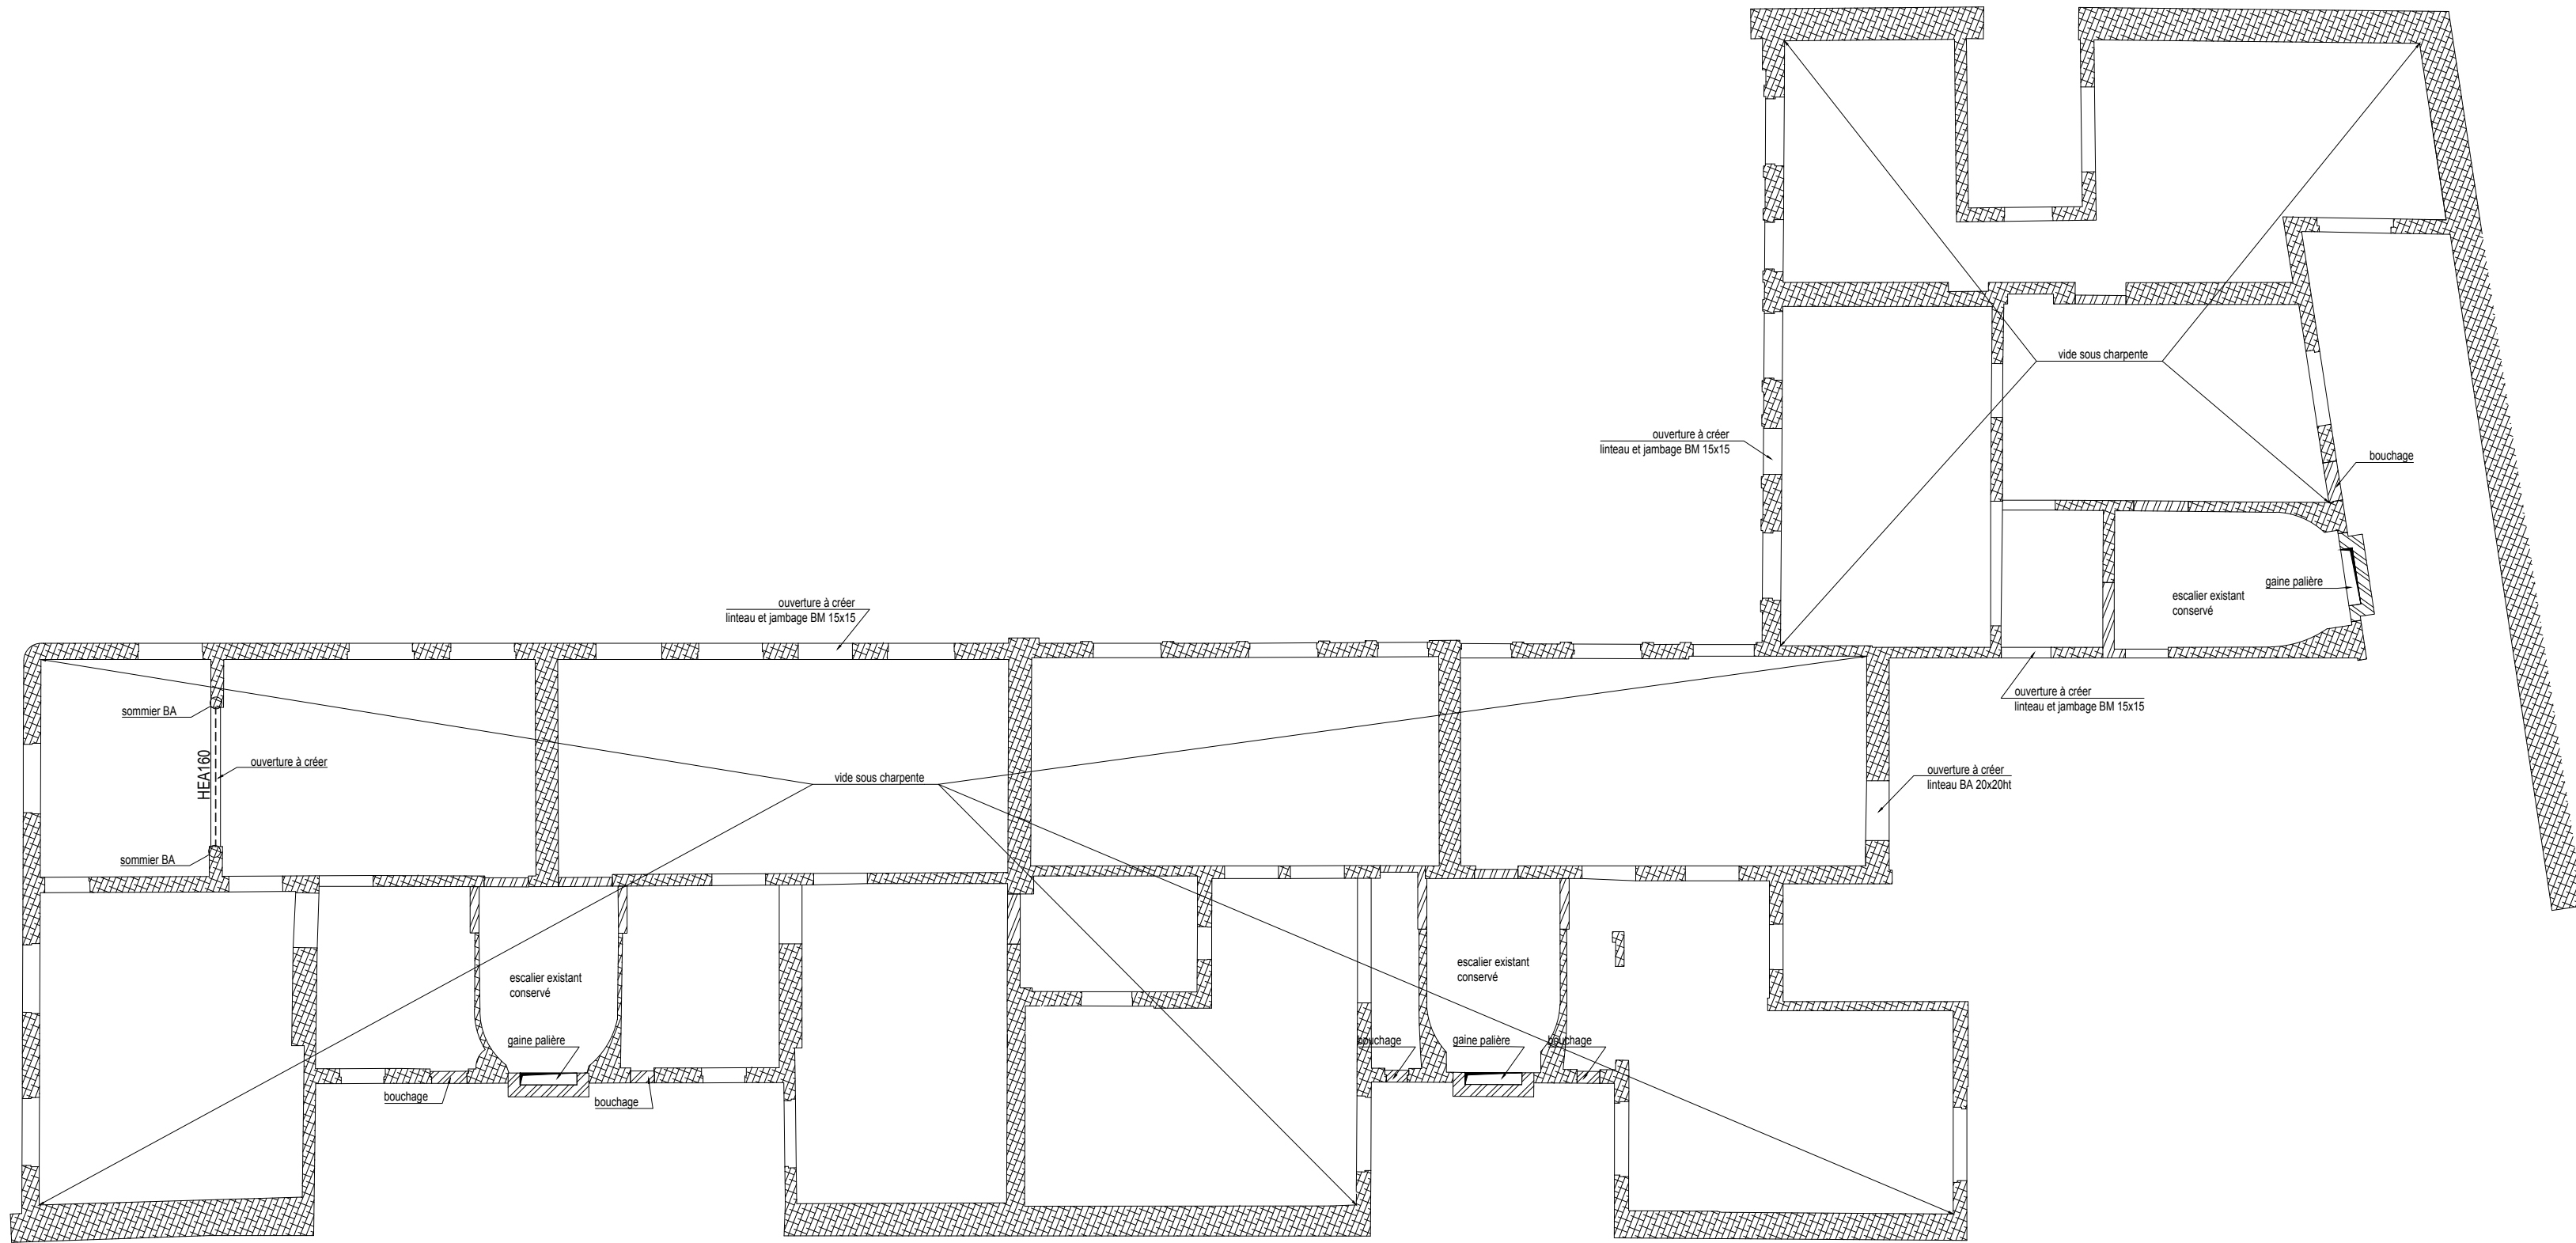 vide sous charpente
ouverture à créer
linteau et jambage BM 15x15
bouchage
gaine palière
escalier existant
conservé
ouverture à créer
linteau et jambage BM 15x15
ouverture à créer
linteau et jambage BM 15x15
sommier BA
HEA160
ouverture à créer
vide sous charpente
ouverture à créer
linteau BA 20x20ht
sommier BA
escalier existant
conservé
escalier existant
conservé
gaine palière
bouchage
gaine palière
bouchage
bouchage
bouchage